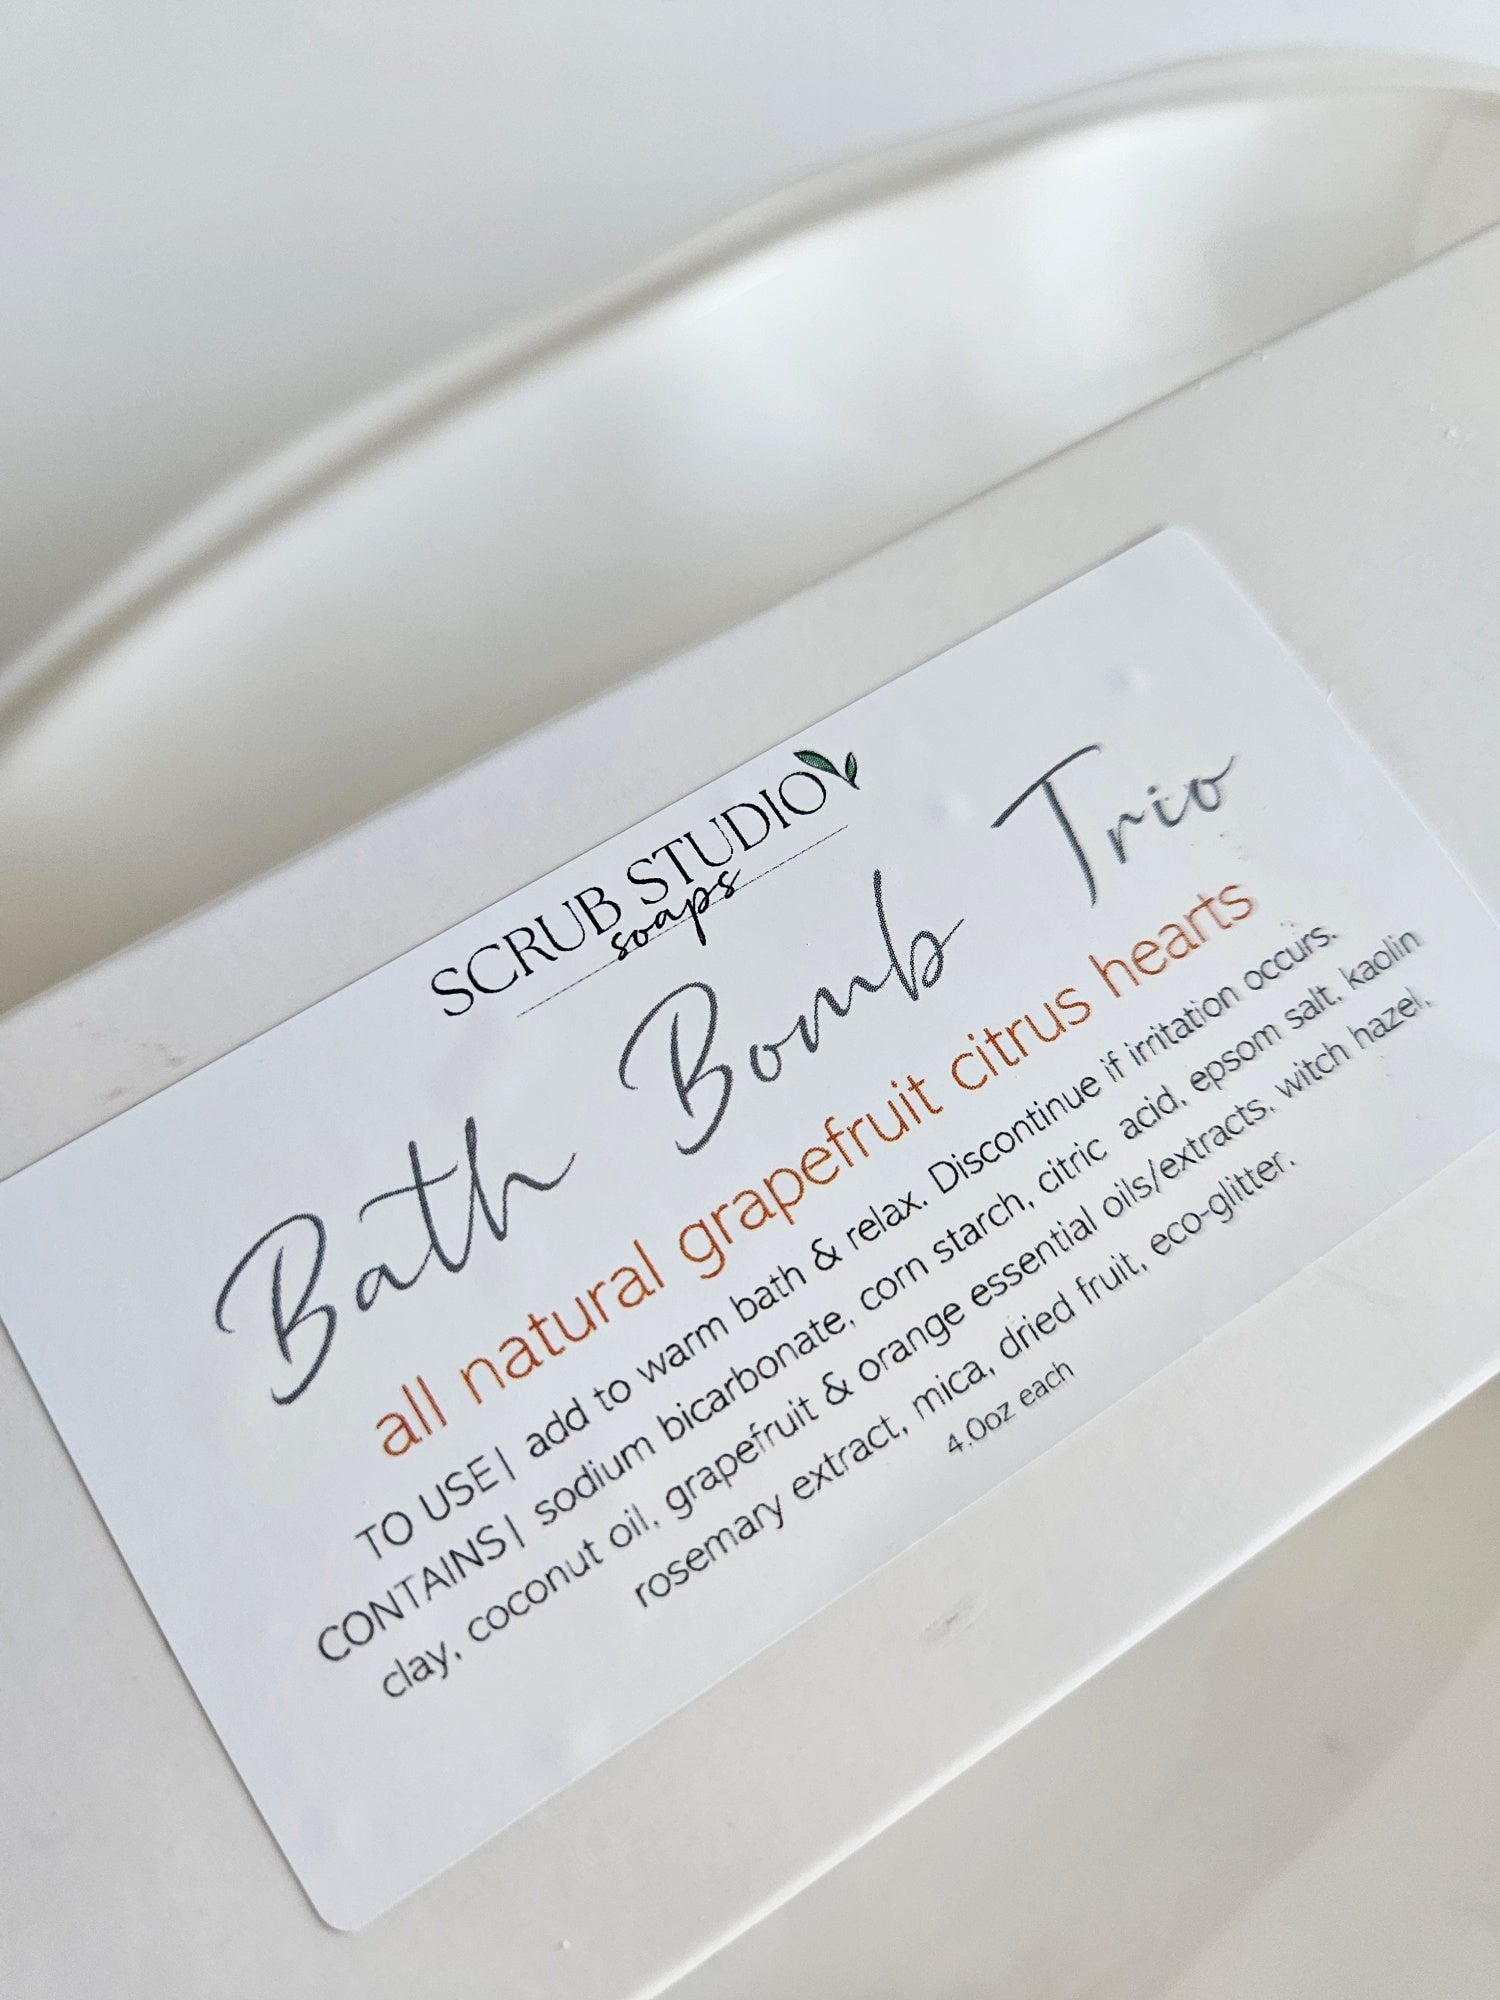 SCRUB STUDIO
soaps
Bath Bomb Trio
all natural grapefruit citrus hearts
TO USE| add to warm bath & relax. Discontinue if irritation occurs.
CONTAINS| sodium bicarbonate, corn starch, citric acid, epsom salt, kaolin
clay, coconut oil, grapefruit & orange essential oils/extracts, witch hazel,
rosemary extract, mica, dried fruit, eco-glitter.
4.0oz each